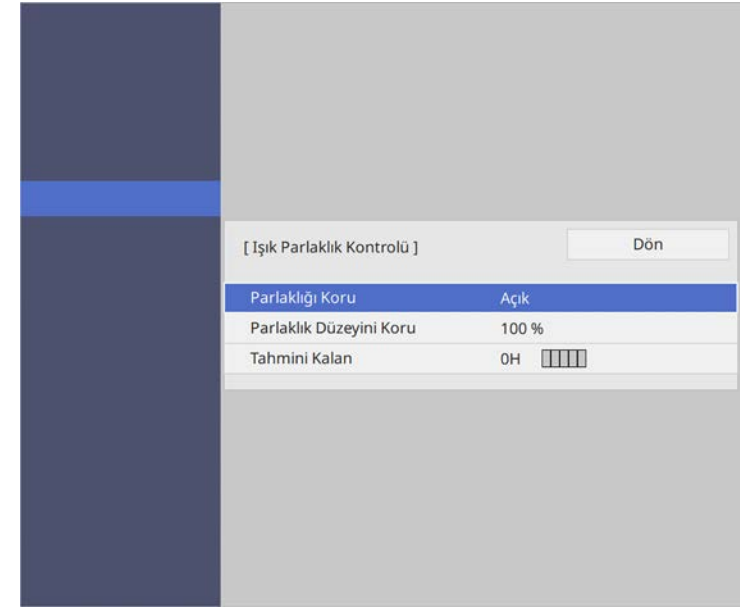 [ Işık Parlaklık Kontrolü ] Dön
Parlaklığı Koru Açık
Parlaklık Düzeyini Koru 100 %
Tahmini Kalan 0H